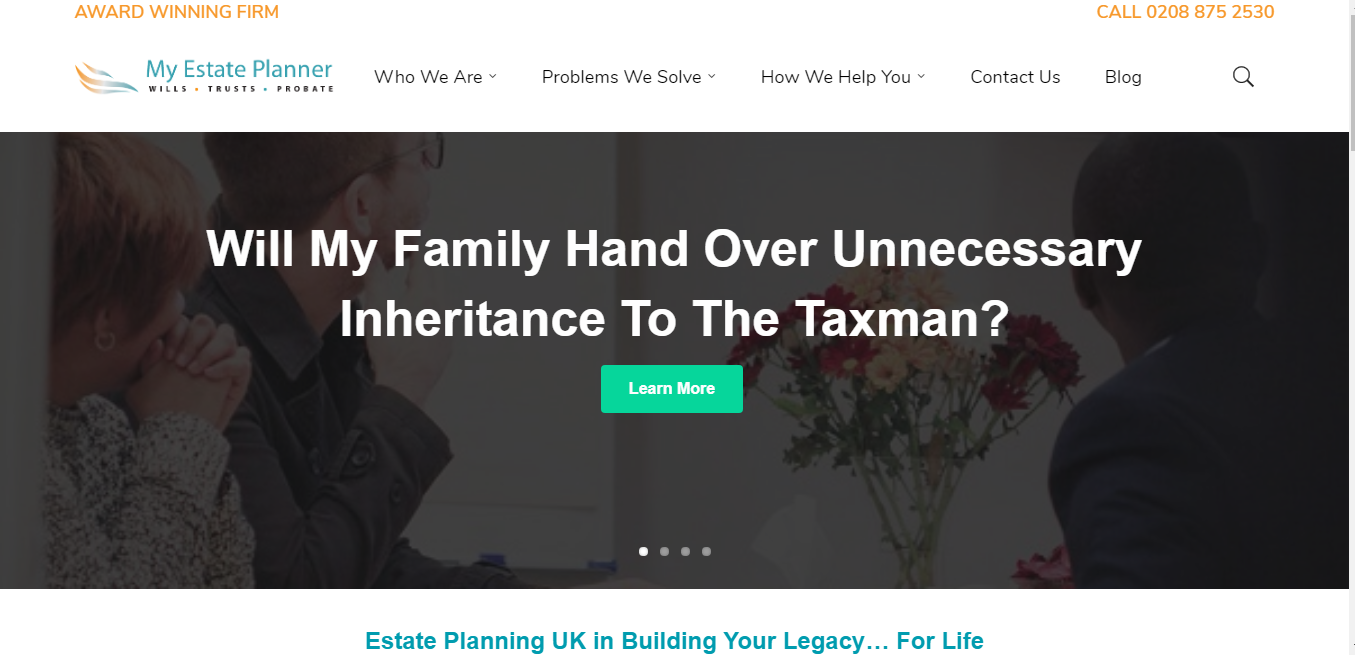 AWARD WINNING FIRM
CALL 0208 875 2530
My Estate Planner
WILLS • TRUSTS • PROBATE
Who We Are
Problems We Solve
How We Help You
Contact Us
Blog
Will My Family Hand Over Unnecessary
Inheritance To The Taxman?
Learn More
Estate Planning UK in Building Your Legacy… For Life